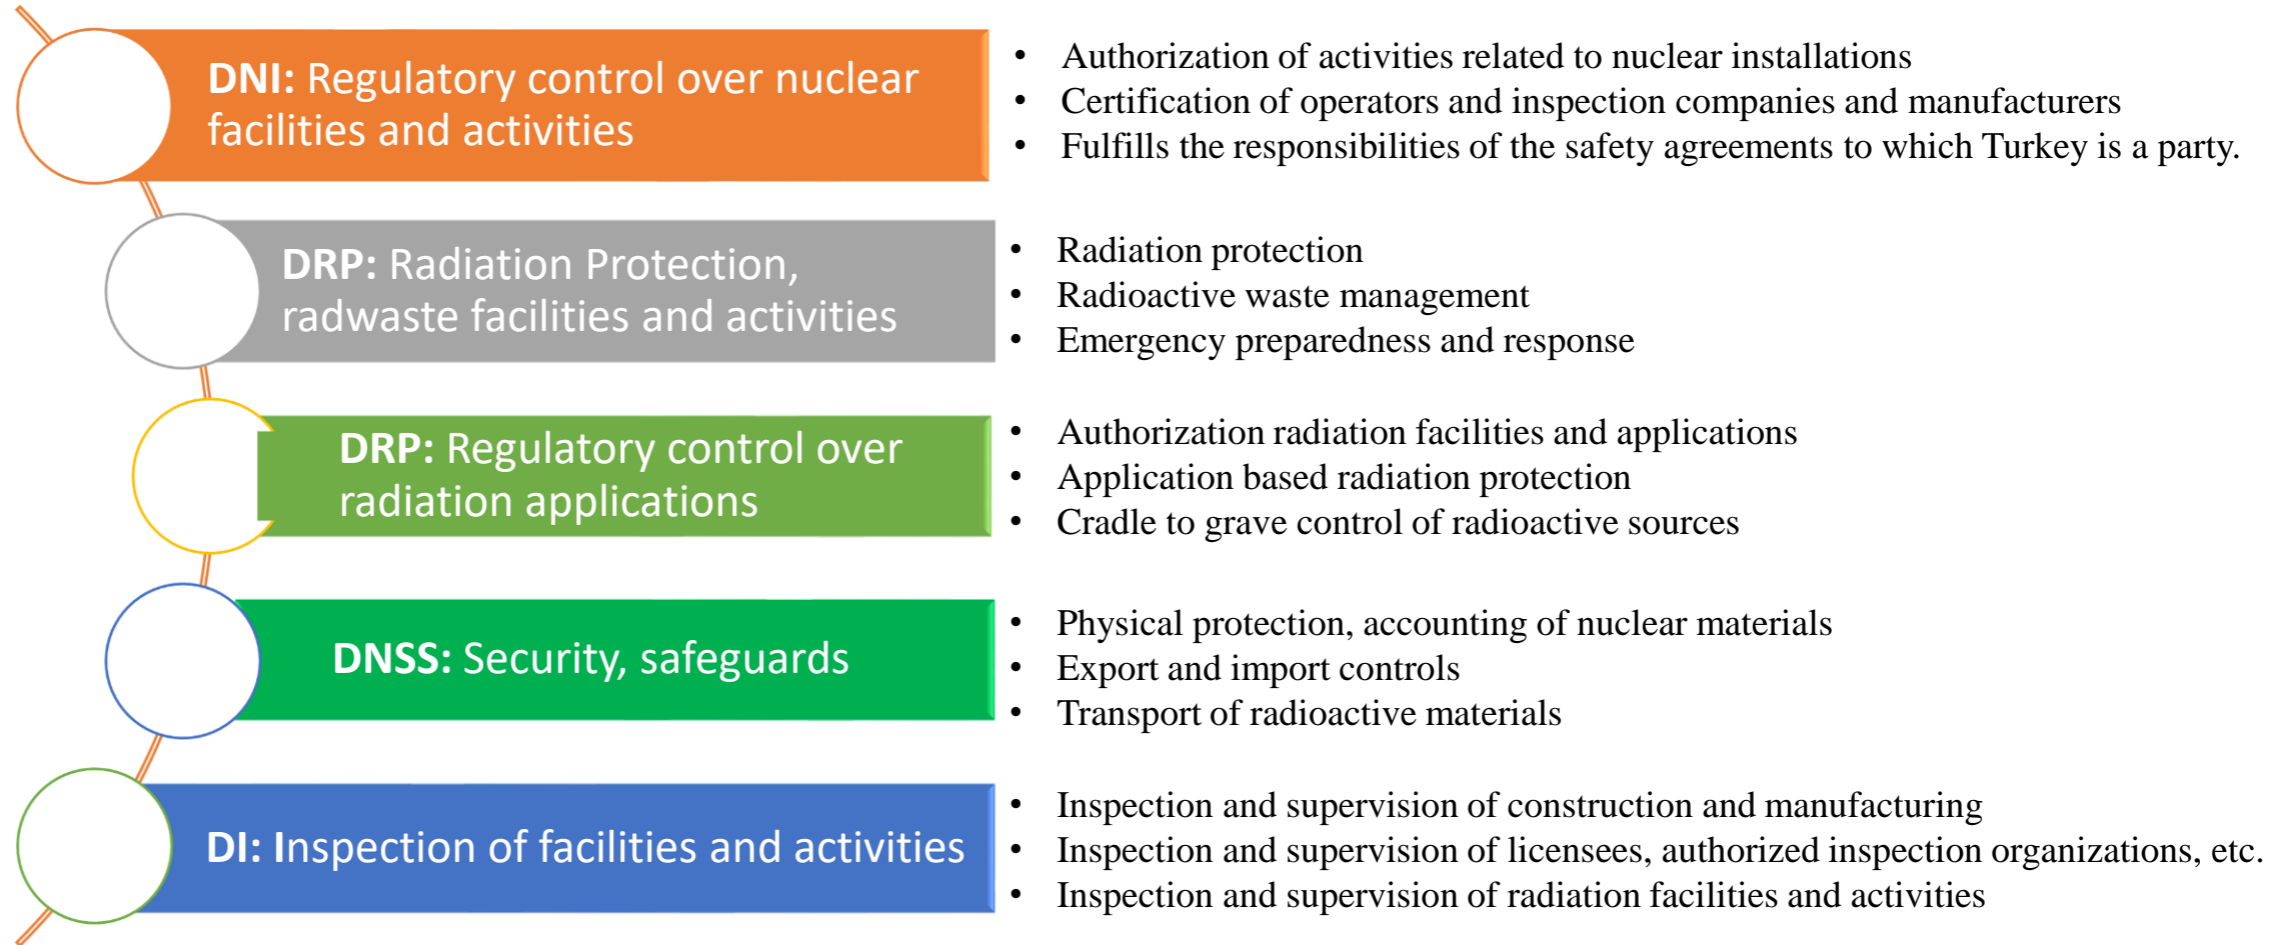 DNI: Regulatory control over nuclear
facilities and activities
• Authorization of activities related to nuclear installations
• Certification of operators and inspection companies and manufacturers
• Fulfills the responsibilities of the safety agreements to which Turkey is a party.
DRP: Radiation Protection,
radwaste facilities and activities
• Radiation protection
• Radioactive waste management
• Emergency preparedness and response
DRP: Regulatory control over
radiation applications
• Authorization radiation facilities and applications
• Application based radiation protection
• Cradle to grave control of radioactive sources
DNSS: Security, safeguards
• Physical protection, accounting of nuclear materials
• Export and import controls
• Transport of radioactive materials
DI: Inspection of facilities and activities
• Inspection and supervision of construction and manufacturing
• Inspection and supervision of licensees, authorized inspection organizations, etc.
• Inspection and supervision of radiation facilities and activities